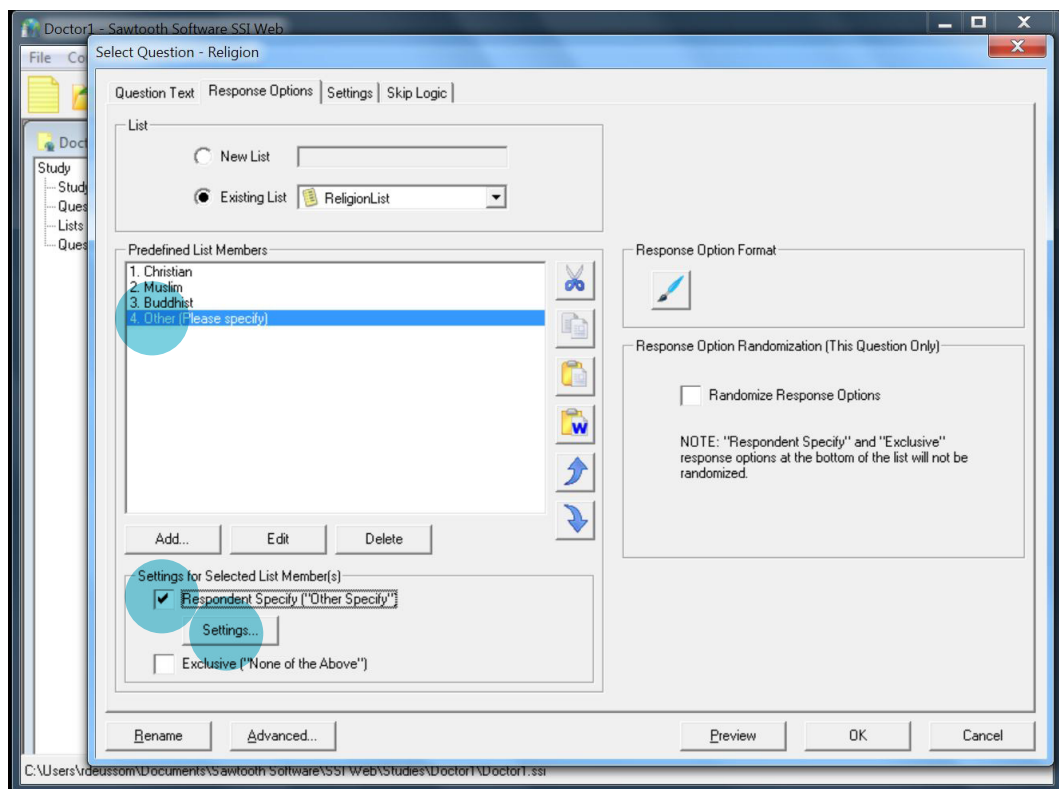 Doctor1 - Sawtooth Software SSI Web
File Co
Select Question - Religion
Question Text Response Options Settings Skip Logic
List
New List
Existing List ReligionList
Doct
Study
Stud
Ques
Lists
Ques
Predefined List Members
1. Christian
2. Muslim
3. Buddhist
4. Other (Please specify)
W
Add... Edit Delete
Settings for Selected List Member(s)
Respondent Specify ("Other Specify")
Settings...
Exclusive ("None of the Above")
Response Option Format
Response Option Randomization (This Question Only)
Randomize Response Options
NOTE: "Respondent Specify" and "Exclusive"
response options at the bottom of the list will not be
randomized.
Rename Advanced... Preview OK Cancel
C:\Users\rdeussom\Documents\Sawtooth Software\SSI Web\Studies\Doctor1\Doctor1.ssi